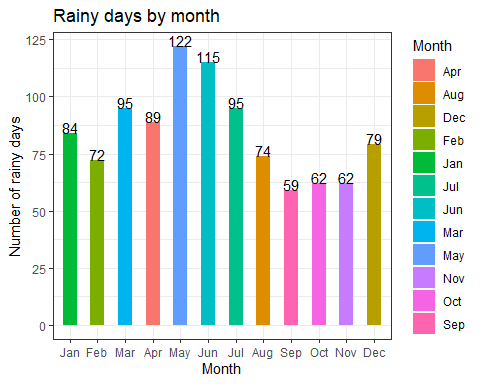 Rainy days by month
125
100
75
50
25
0
Number of rainy days
84
72
95
89
122
115
95
74
59
62
62
79
Jan Feb Mar Apr May Jun Jul Aug Sep Oct Nov Dec
Month
Month
Apr
Aug
Dec
Feb
Jan
Jul
Jun
Mar
May
Nov
Oct
Sep